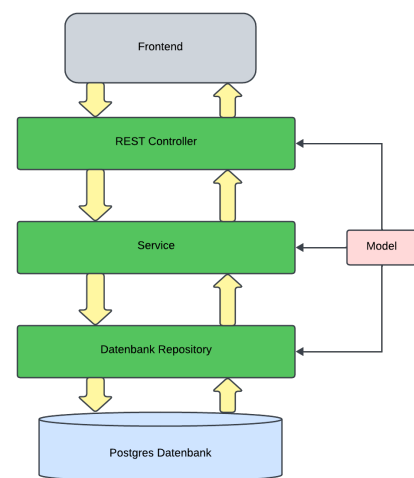 Frontend
REST Controller
Service
Model
Datenbank Repository
Postgres Datenbank